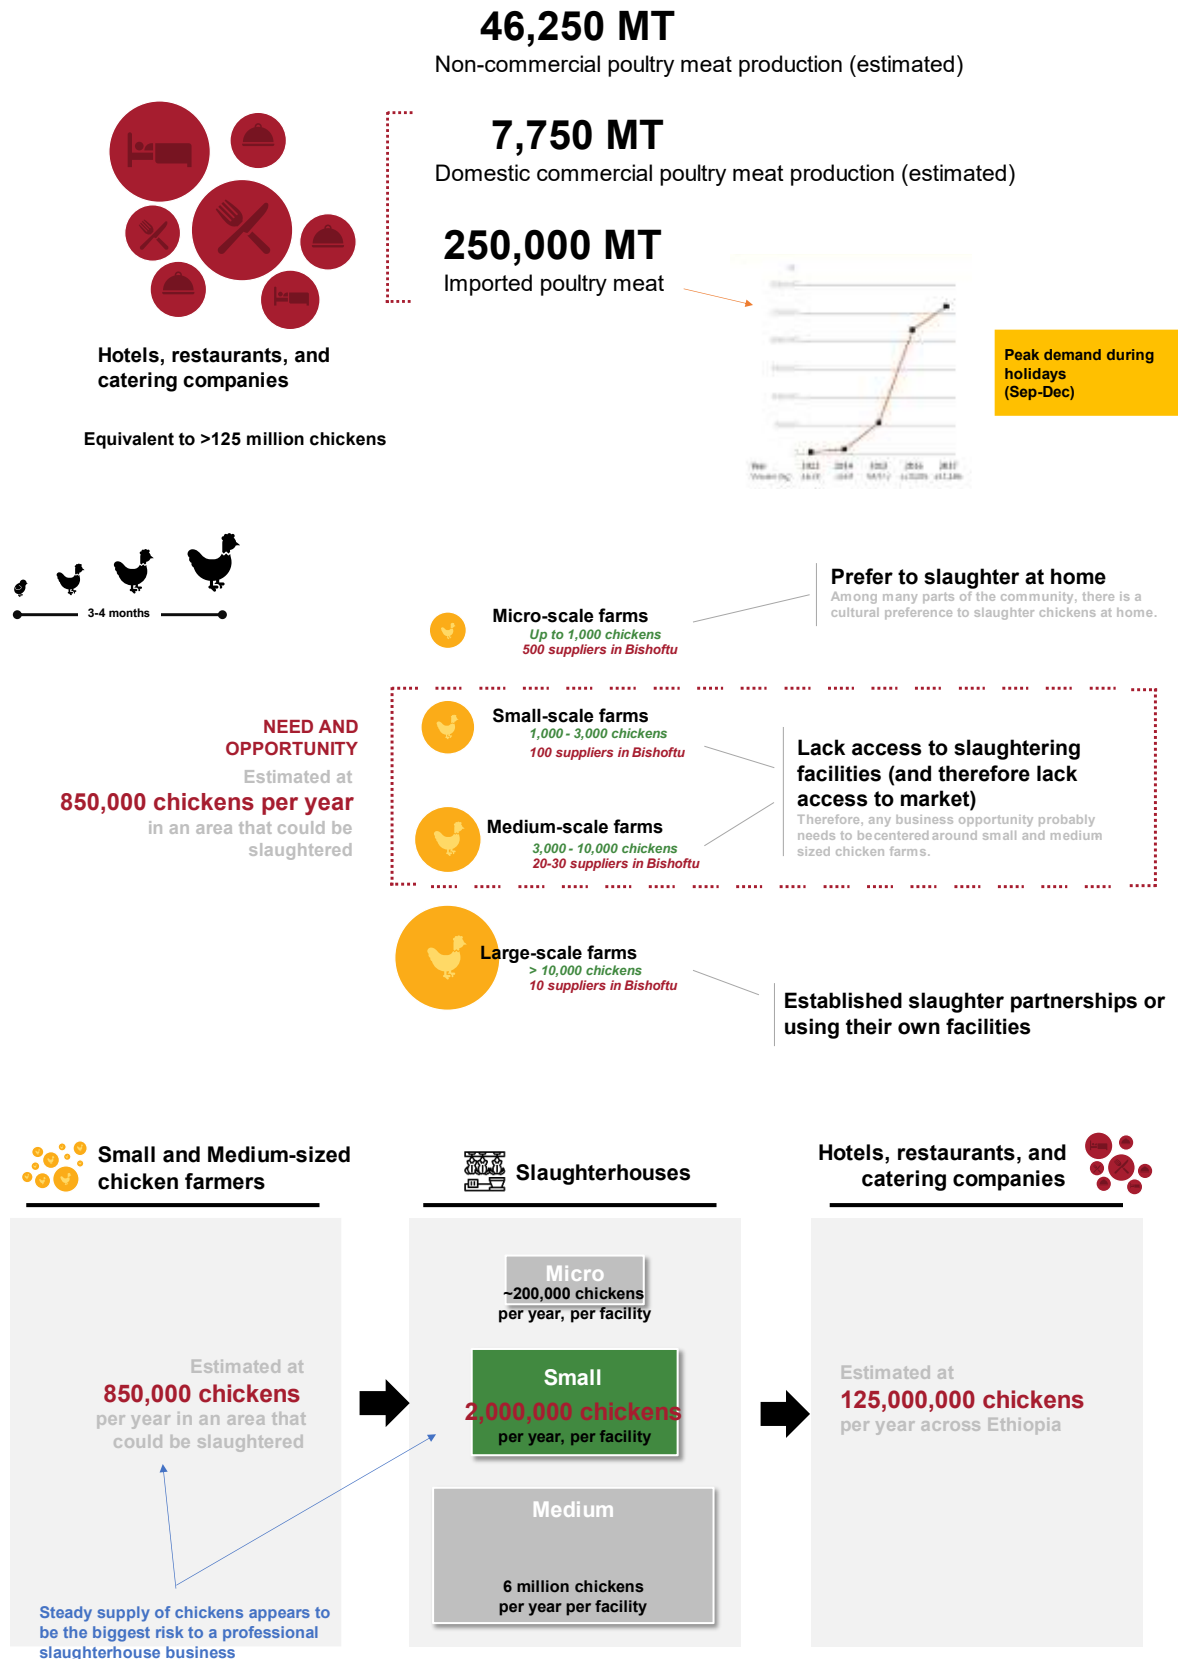 46,250 MT
Non-commercial poultry meat production (estimated)
7,750 MT
Domestic commercial poultry meat production (estimated)
250,000 MT
Imported poultry meat
Hotels, restaurants, and
catering companies
Equivalent to >125 million chickens
Peak demand during
holidays
(Sep-Dec)
Year
3-4 months
Micro-scale farms
Up to 1,000 chickens
500 suppliers in Bishoftu
Prefer to slaughter at home
Among many parts of the community, there is a
cultural preference to slaughter chickens at home.
NEED AND
OPPORTUNITY
Estimated at
850,000 chickens per year
in an area that could be
slaughtered
Small-scale farms
1,000 - 3,000 chickens
100 suppliers in Bishoftu
Medium-scale farms
3,000 - 10,000 chickens
20-30 suppliers in Bishoftu
Lack access to slaughtering
facilities (and therefore lack
access to market)
Therefore, any business opportunity probably
needs to be centered around small and medium-
sized chicken farms.
Large-scale farms
> 10,000 chickens
10 suppliers in Bishoftu
Established slaughter partnerships or
using their own facilities
Small and Medium-sized
chicken farmers
Slaughterhouses
Hotels, restaurants, and
catering companies
Estimated at
850,000 chickens
per year in an area that
could be slaughtered
Micro
~200,000 chickens
per year, per facility
Small
2,000,000 chickens
per year, per facility
Medium
6 million chickens
per year per facility
Estimated at
125,000,000 chickens
per year across Ethiopia
Steady supply of chickens appears to
be the biggest risk to a professional
slaughterhouse business